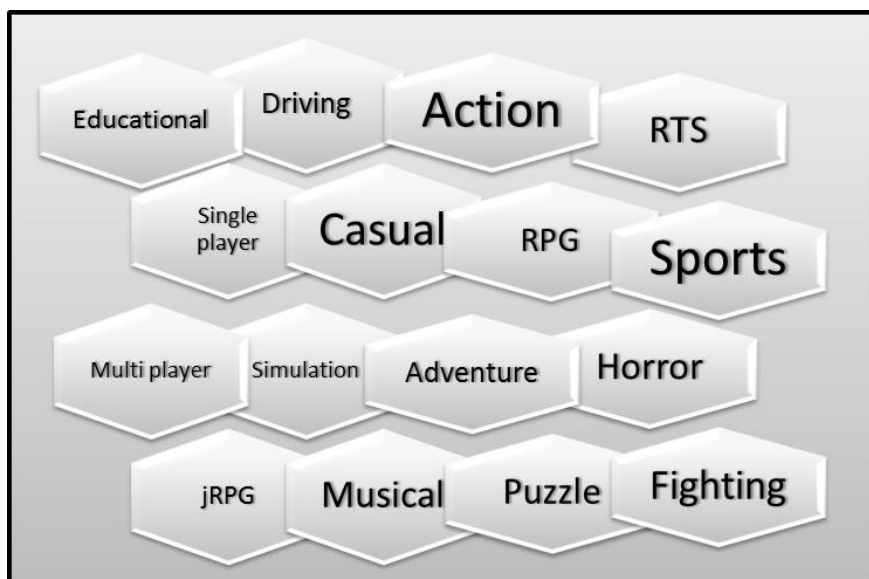 Educational
Driving
Action
RTS
Single
player
Casual
RPG
Sports
Multi player
Simulation
Adventure
Horror
jRPG
Musical
Puzzle
Fighting